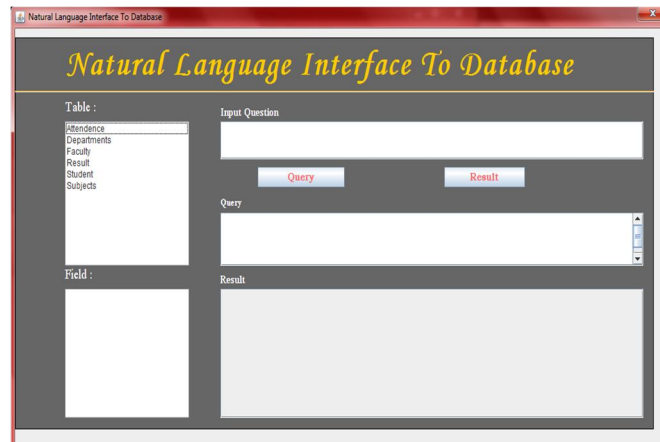 Natural Language Interface To Database
Natural Language Interface To Database
Table :
Attendence
Departments
Faculty
Result
Student
Subjects
Field :
Input Question
Query
Result
Query
Result